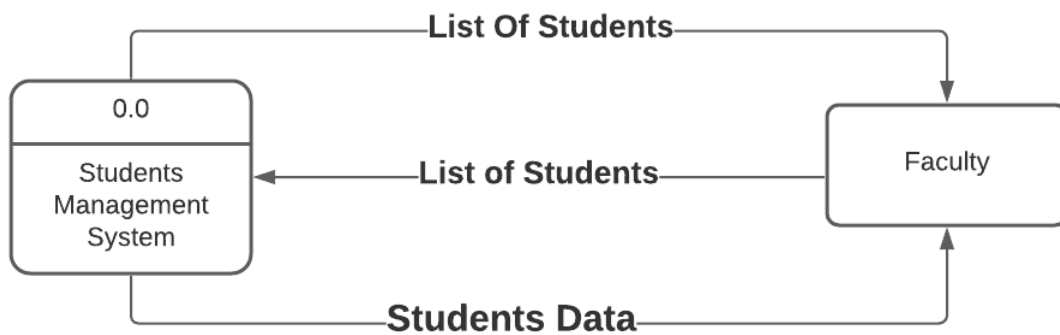 List Of Students
0.0
Students
Management
System
List of Students
Faculty
Students Data